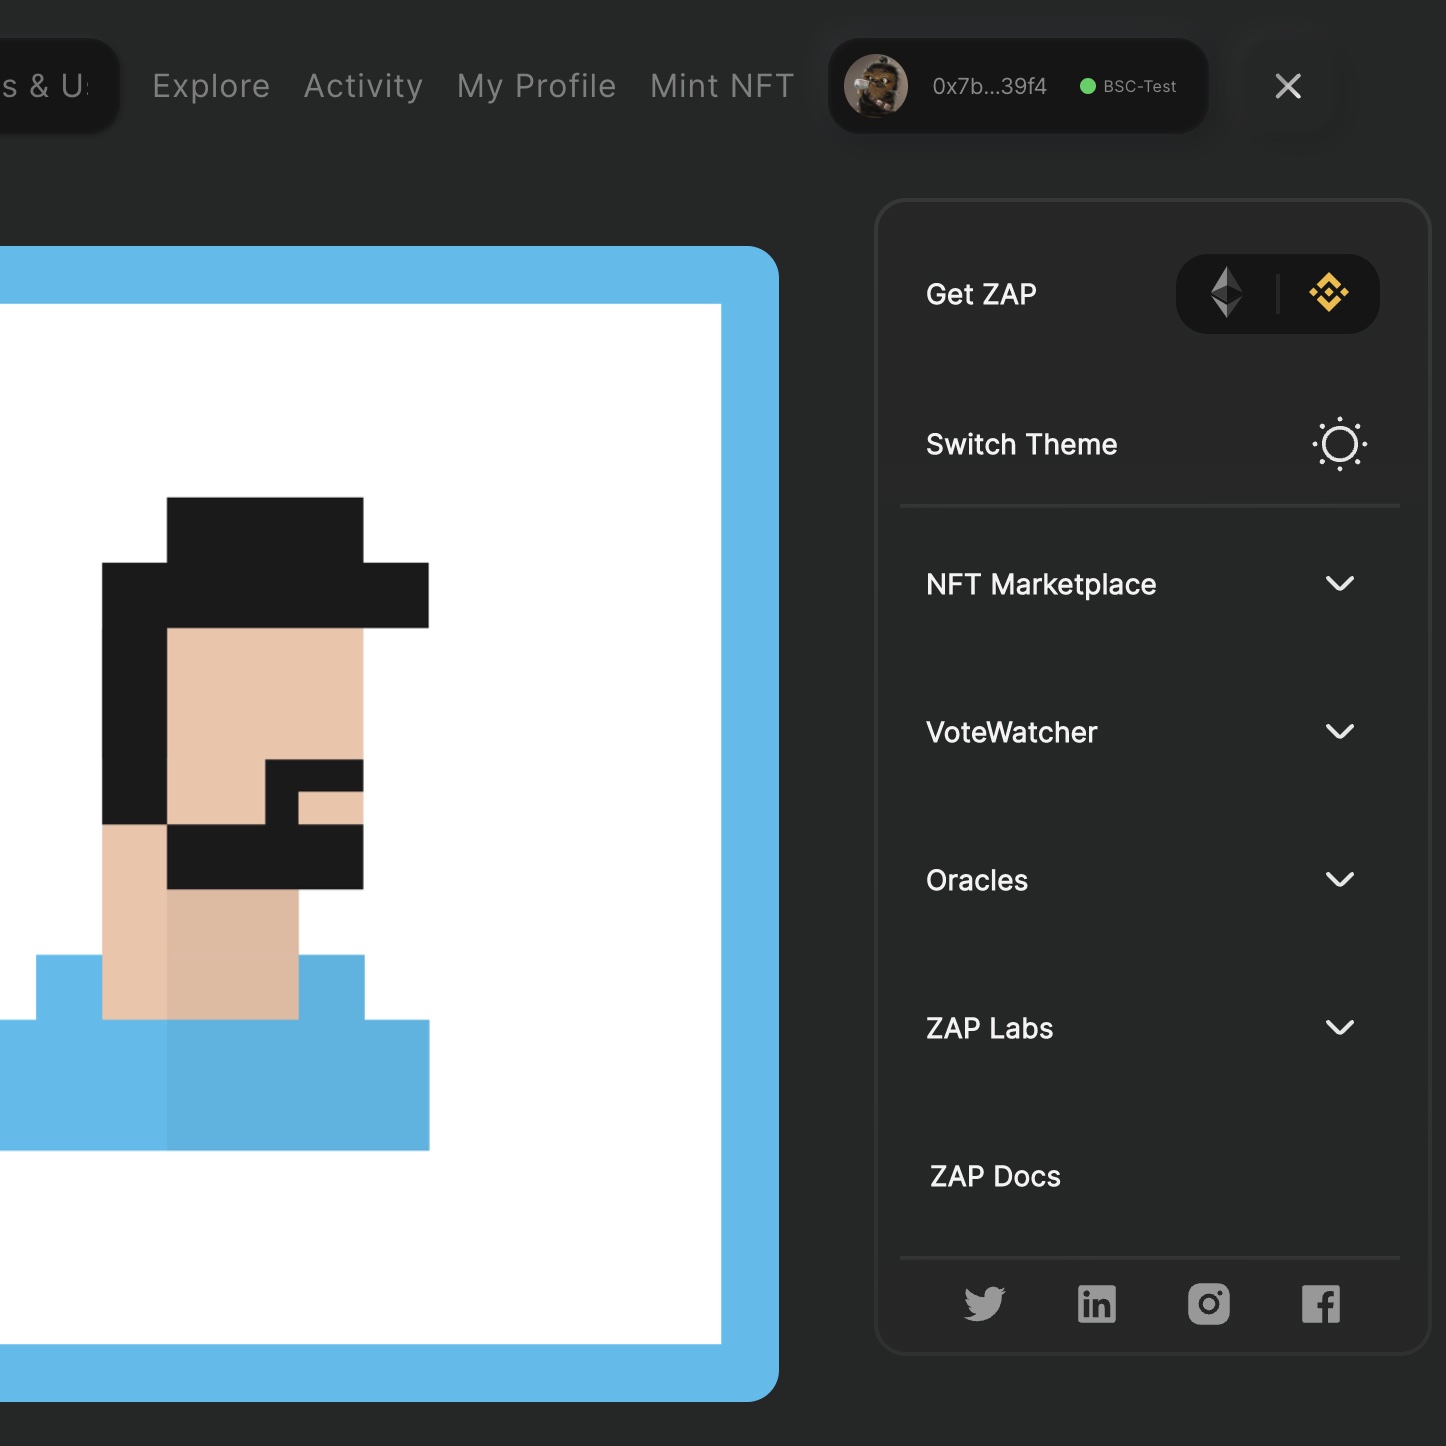 s & Us
Explore
Activity
My Profile
Mint NFT
0x7b...39f4
BSC-Test
Get ZAP
Switch Theme
NFT Marketplace
VoteWatcher
Oracles
ZAP Labs
ZAP Docs